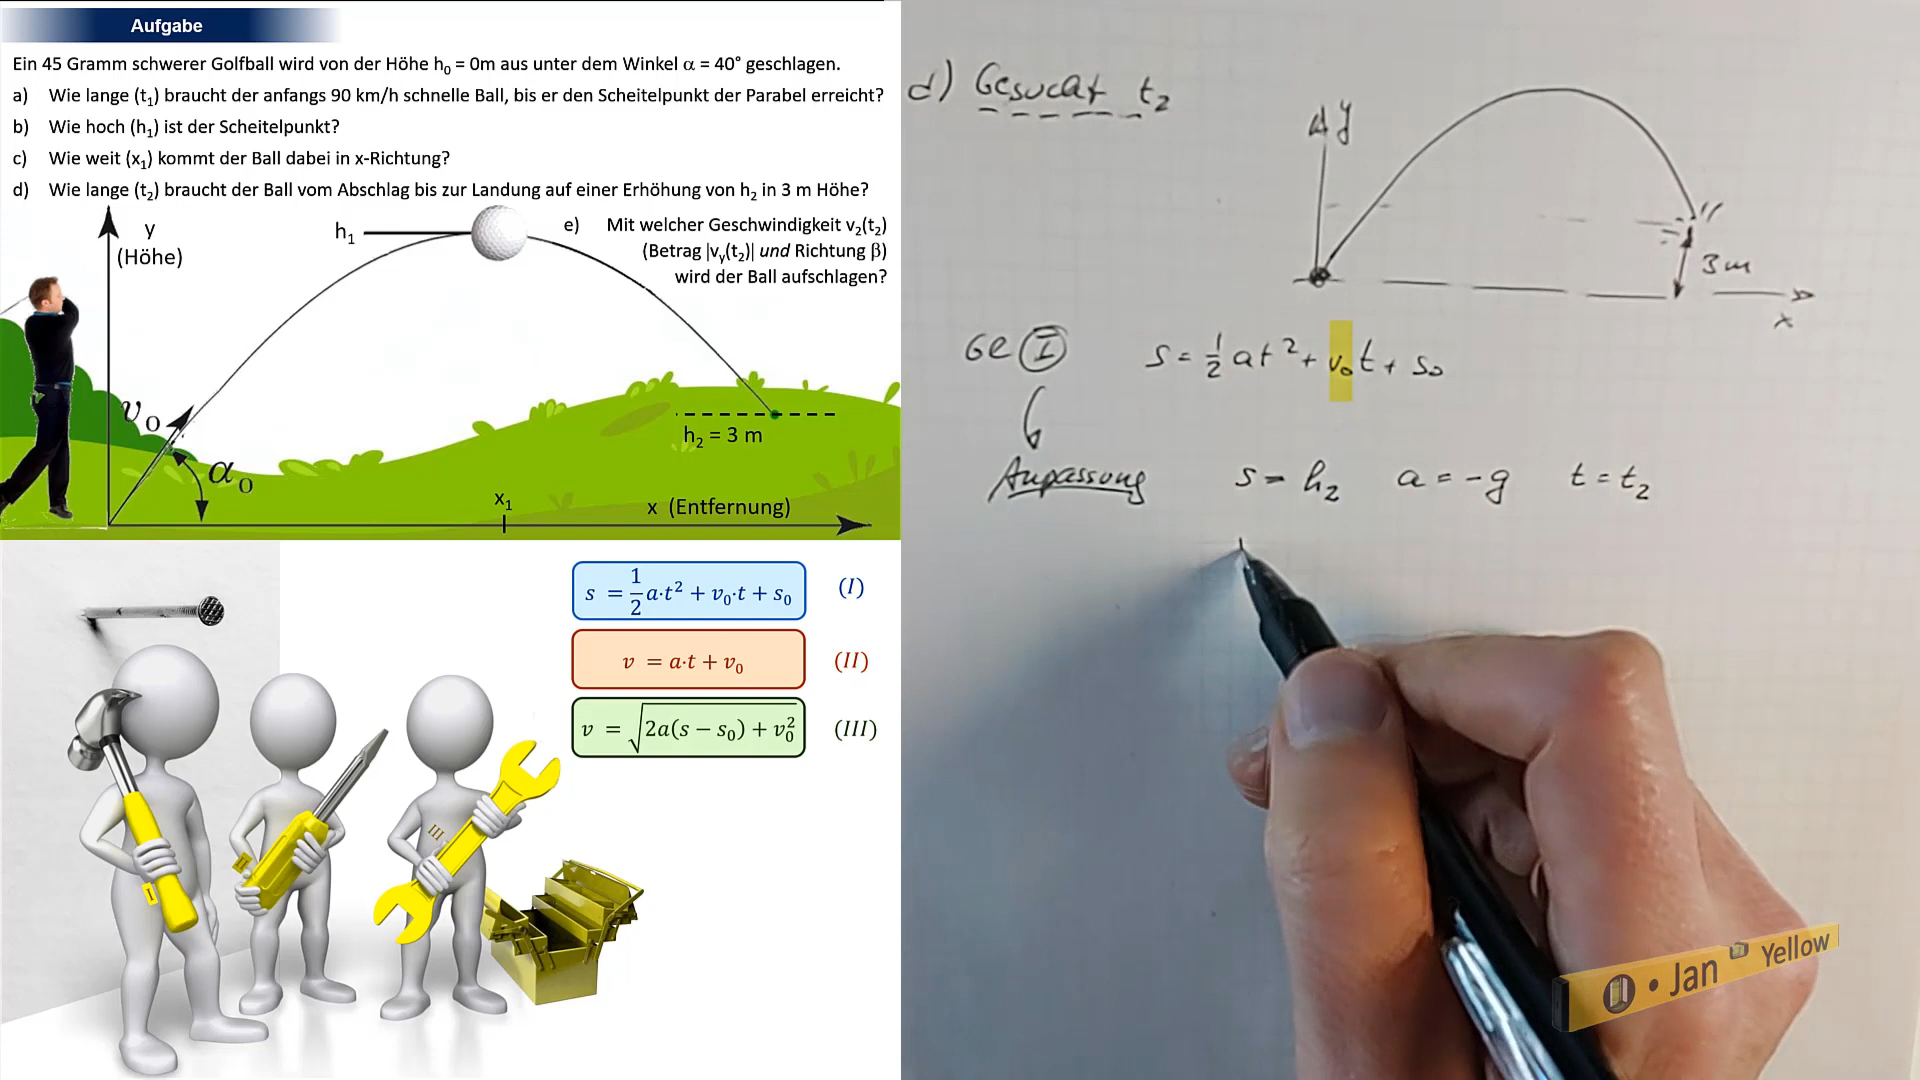 Aufgabe
Ein 45 Gramm schwerer Golfball wird von der Höhe h₀ = 0m aus unter dem Winkel α = 40° geschlagen.
a) Wie lange (t₁) braucht der anfangs 90 km/h schnelle Ball, bis er den Scheitelpunkt der Parabel erreicht?
b) Wie hoch (h₁) ist der Scheitelpunkt?
c) Wie weit (x₁) kommt der Ball dabei in x-Richtung?
d) Wie lange (t₂) braucht der Ball vom Abschlag bis zur Landung auf einer Erhöhung von h₂ in 3 m Höhe?
e) Mit welcher Geschwindigkeit v₂(t₂)
(Betrag |vᵧ(t₂)| und Richtung β)
wird der Ball aufschlagen?
y
(Höhe)
h₁
v₀
α₀
h₂ = 3 m
x₁
x (Entfernung)
s = 1/2 a·t² + v₀·t + s₀ (I)
v = a·t + v₀ (II)
v = √(2a(s − s₀) + v₀²) (III)
I
II
III
d) Gesucht t₂
y
3m
x
Gl I s = 1/2 at² + v₀t + s₀
Anpassung s = h₂ a = -g t = t₂
• Jan Yellow